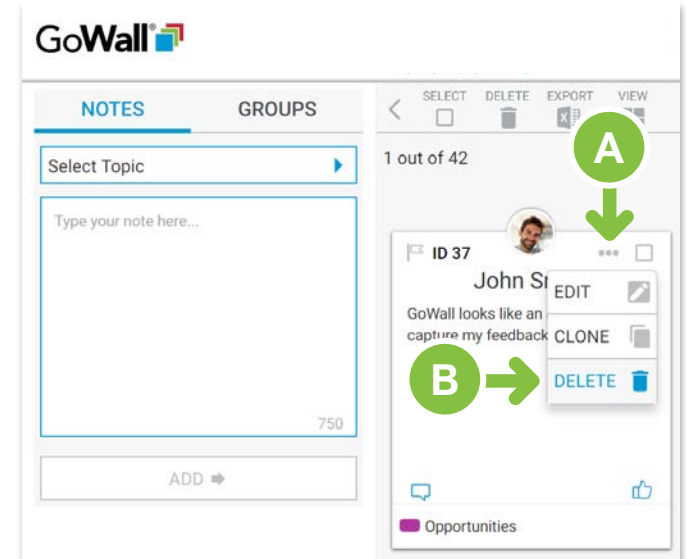 GoWall®
NOTES GROUPS
SELECT DELETE EXPORT VIEW
Select Topic
1 out of 42
A
Type your note here...
ID 37
John S
EDIT
GoWall looks like an
capture my feedback
CLONE
B
DELETE
750
ADD
Opportunities